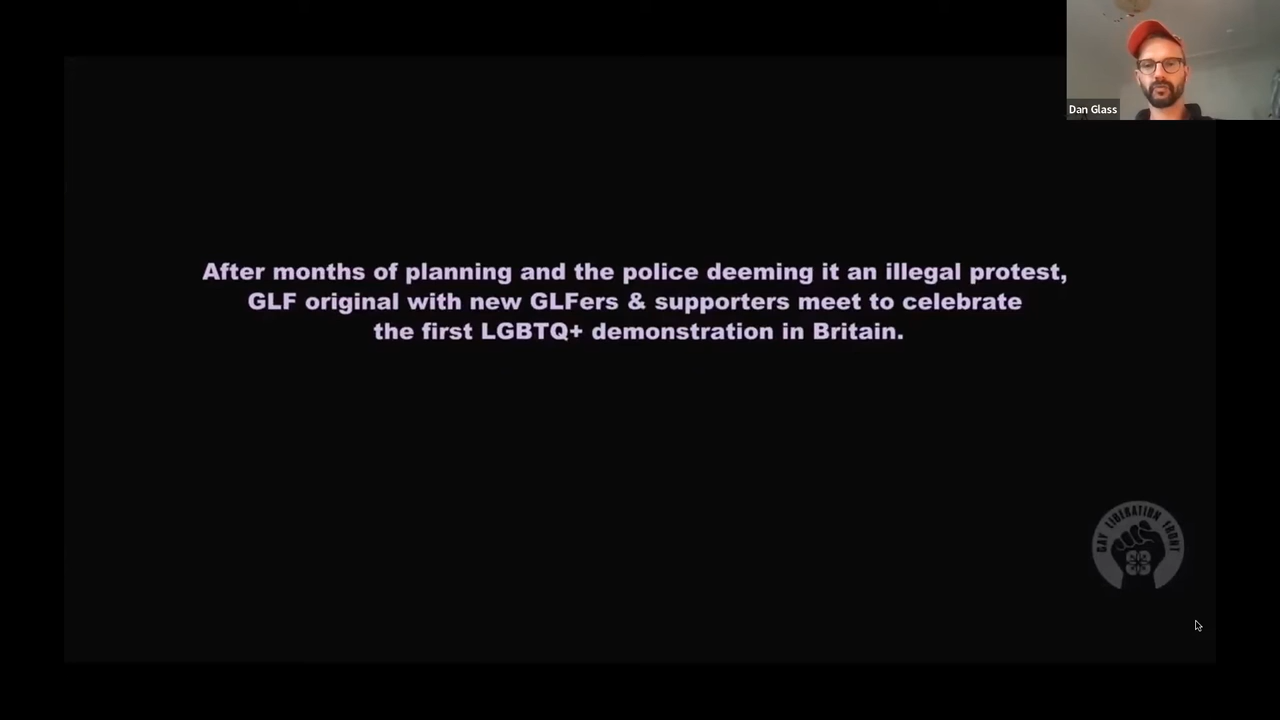 Dan Glass
After months of planning and the police deeming it an illegal protest,
GLF original with new GLFers & supporters meet to celebrate
the first LGBTQ+ demonstration in Britain.
GAY LIBERATION FRONT